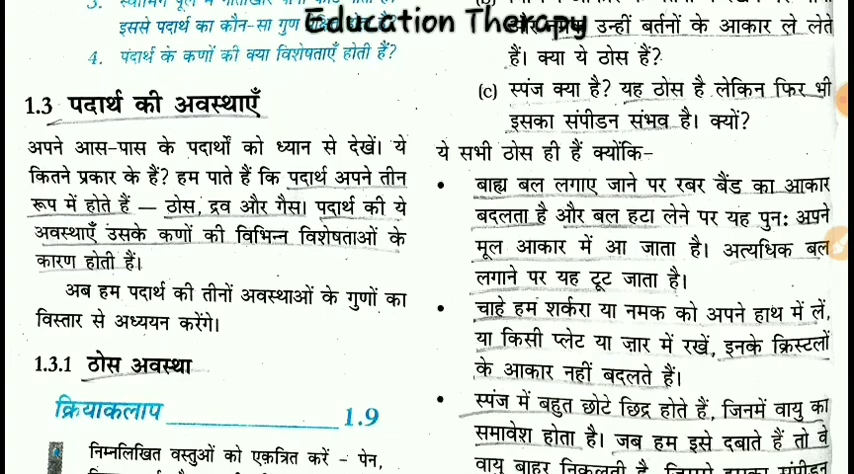 Education Therapy
इससे पदार्थ का कौन-सा गुण
4. पदार्थ के कणों की क्या विशेषताएँ होती हैं?
1.3 पदार्थ की अवस्थाएँ
अपने आस-पास के पदार्थों को ध्यान से देखें। ये
कितने प्रकार के हैं? हम पाते हैं कि पदार्थ अपने तीन
रूप में होते हैं — ठोस, द्रव और गैस। पदार्थ की ये
अवस्थाएँ उसके कणों की विभिन्न विशेषताओं के
कारण होती हैं।
अब हम पदार्थ की तीनों अवस्थाओं के गुणों का
विस्तार से अध्ययन करेंगे।
1.3.1 ठोस अवस्था
क्रियाकलाप 1.9
निम्नलिखित वस्तुओं को एकत्रित करें – पेन,
उन्हीं बर्तनों के आकार ले लेते
हैं। क्या ये ठोस हैं?
(c) स्पंज क्या है? यह ठोस है लेकिन फिर भी
इसका संपीडन संभव है। क्यों?
ये सभी ठोस ही हैं क्योंकि–
• बाह्य बल लगाए जाने पर रबर बैंड का आकार
बदलता है और बल हटा लेने पर यह पुन: अपने
मूल आकार में आ जाता है। अत्यधिक बल
लगाने पर यह टूट जाता है।
• चाहे हम शर्करा या नमक को अपने हाथ में लें,
या किसी प्लेट या ज़ार में रखें, इनके क्रिस्टलों
के आकार नहीं बदलते हैं।
• स्पंज में बहुत छोटे छिद्र होते हैं, जिनमें वायु का
समावेश होता है। जब हम इसे दबाते हैं तो वे
वायु बाहर निकलती है